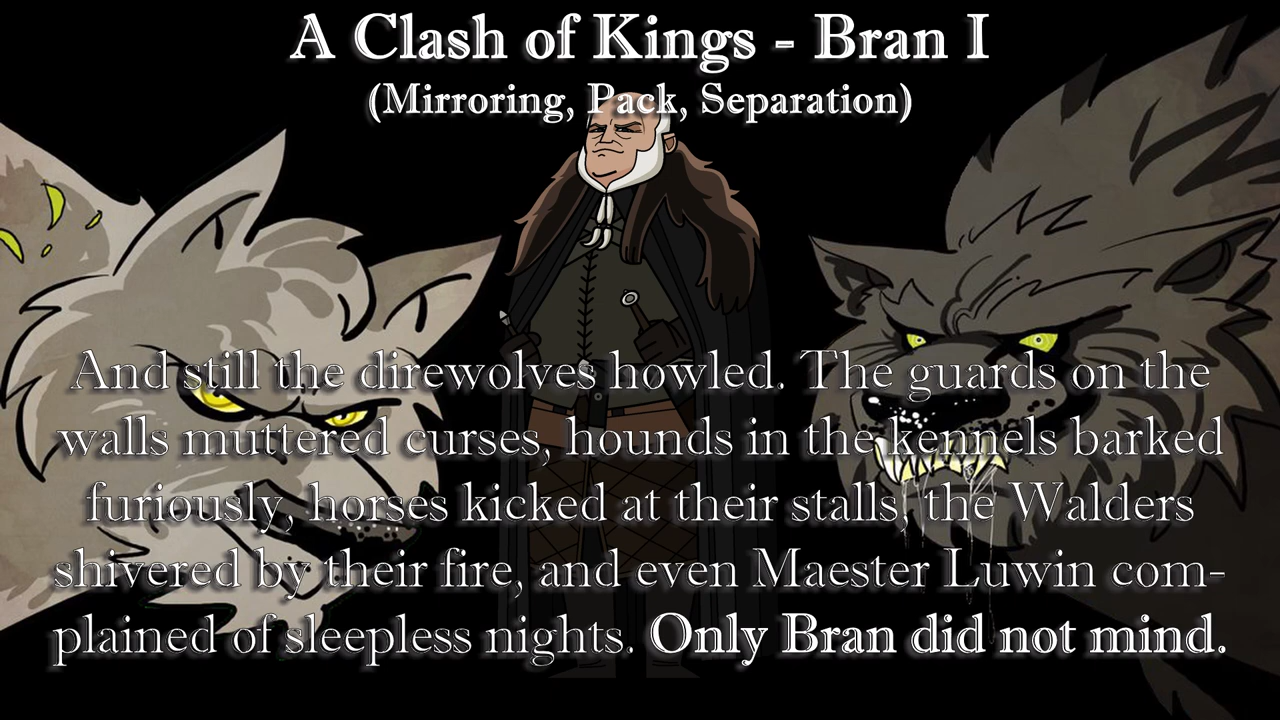 A Clash of Kings - Bran I
(Mirroring, Pack, Separation)
And still the direwolves howled. The guards on the
walls muttered curses, hounds in the kennels barked
furiously, horses kicked at their stalls, the Walders
shivered by their fire, and even Maester Luwin com-
plained of sleepless nights. Only Bran did not mind.